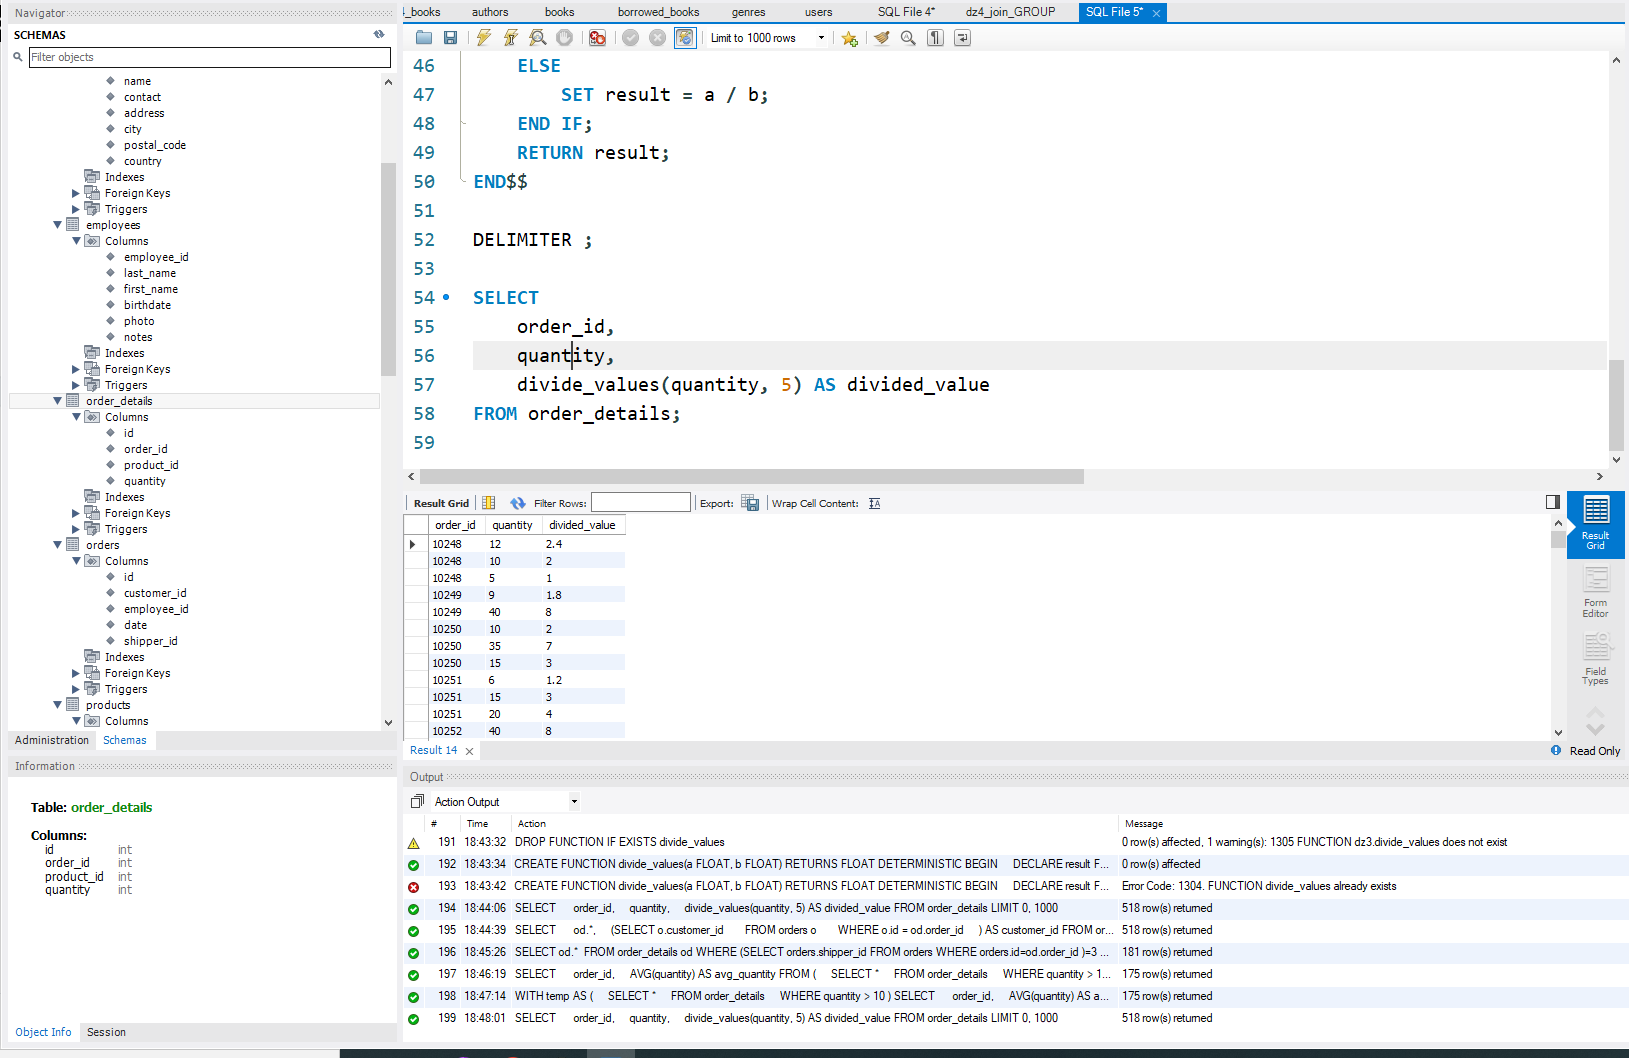 Navigator
SCHEMAS
Filter objects
name
contact
address
city
postal_code
country
Indexes
Foreign Keys
Triggers
employees
Columns
employee_id
last_name
first_name
birthdate
photo
notes
Indexes
Foreign Keys
Triggers
order_details
Columns
id
order_id
product_id
quantity
Indexes
Foreign Keys
Triggers
orders
Columns
id
customer_id
employee_id
date
shipper_id
Indexes
Foreign Keys
Triggers
products
Columns
Administration Schemas
Information
Table: order_details
Columns:
id int
order_id int
product_id int
quantity int
Object Info Session
_books authors books borrowed_books genres users SQL File 4* dz4_join_GROUP SQL File 5*
Limit to 1000 rows
46 ELSE
47 SET result = a / b;
48 END IF;
49 RETURN result;
50 END$$
51
52 DELIMITER ;
53
54 SELECT
55 order_id,
56 quantity,
57 divide_values(quantity, 5) AS divided_value
58 FROM order_details;
59
Result Grid Filter Rows: Export: Wrap Cell Content:
order_id quantity divided_value
10248 12 2.4
10248 10 2
10248 5 1
10249 9 1.8
10249 40 8
10250 10 2
10250 35 7
10250 15 3
10251 6 1.2
10251 15 3
10251 20 4
10252 40 8
Result Grid
Form Editor
Field Types
Result 14
Read Only
Output
Action Output
# Time Action Message
191 18:43:32 DROP FUNCTION IF EXISTS divide_values 0 row(s) affected, 1 warning(s): 1305 FUNCTION dz3.divide_values does not exist
192 18:43:34 CREATE FUNCTION divide_values(a FLOAT, b FLOAT) RETURNS FLOAT DETERMINISTIC BEGIN DECLARE result F... 0 row(s) affected
193 18:43:42 CREATE FUNCTION divide_values(a FLOAT, b FLOAT) RETURNS FLOAT DETERMINISTIC BEGIN DECLARE result F... Error Code: 1304. FUNCTION divide_values already exists
194 18:44:06 SELECT order_id, quantity, divide_values(quantity, 5) AS divided_value FROM order_details LIMIT 0, 1000 518 row(s) returned
195 18:44:39 SELECT od.*, (SELECT o.customer_id FROM orders o WHERE o.id = od.order_id ) AS customer_id FROM or... 518 row(s) returned
196 18:45:26 SELECT od.* FROM order_details od WHERE (SELECT orders.shipper_id FROM orders WHERE orders.id=od.order_id )=3 ... 181 row(s) returned
197 18:46:19 SELECT order_id, AVG(quantity) AS avg_quantity FROM ( SELECT * FROM order_details WHERE quantity > 1... 175 row(s) returned
198 18:47:14 WITH temp AS ( SELECT * FROM order_details WHERE quantity > 10 ) SELECT order_id, AVG(quantity) AS a... 175 row(s) returned
199 18:48:01 SELECT order_id, quantity, divide_values(quantity, 5) AS divided_value FROM order_details LIMIT 0, 1000 518 row(s) returned